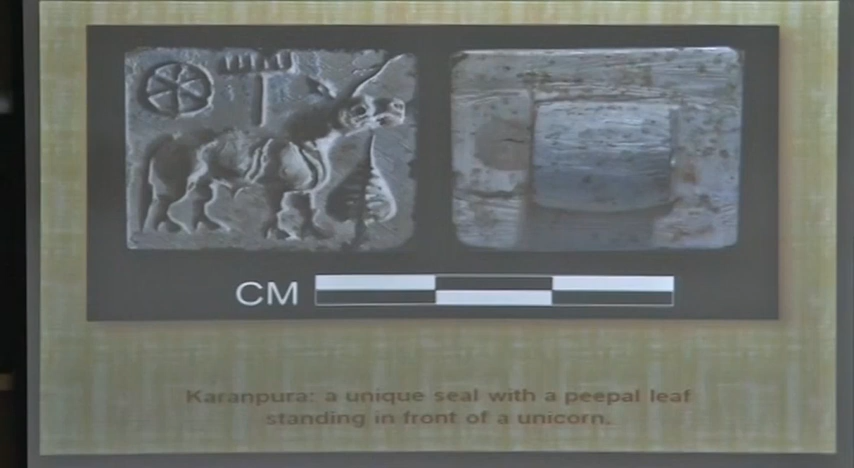 CM
Karanpura: a unique seal with a peepal leaf
standing in front of a unicorn.